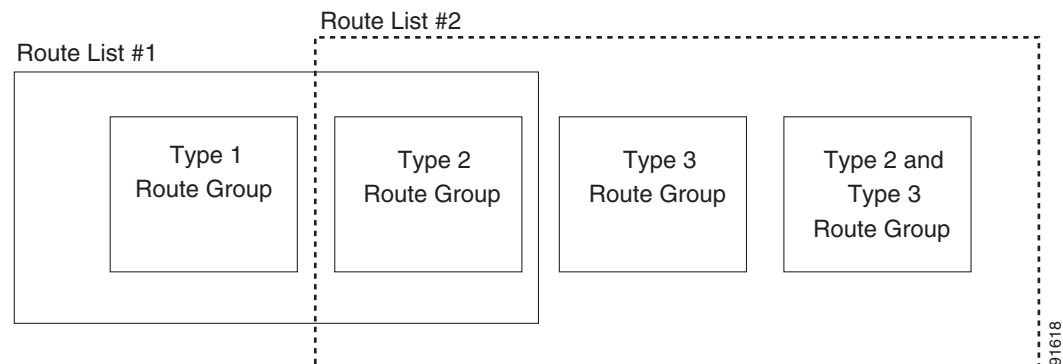 Route List #2
Route List #1
Type 1
Route Group
Type 2
Route Group
Type 3
Route Group
Type 2 and
Type 3
Route Group
91618